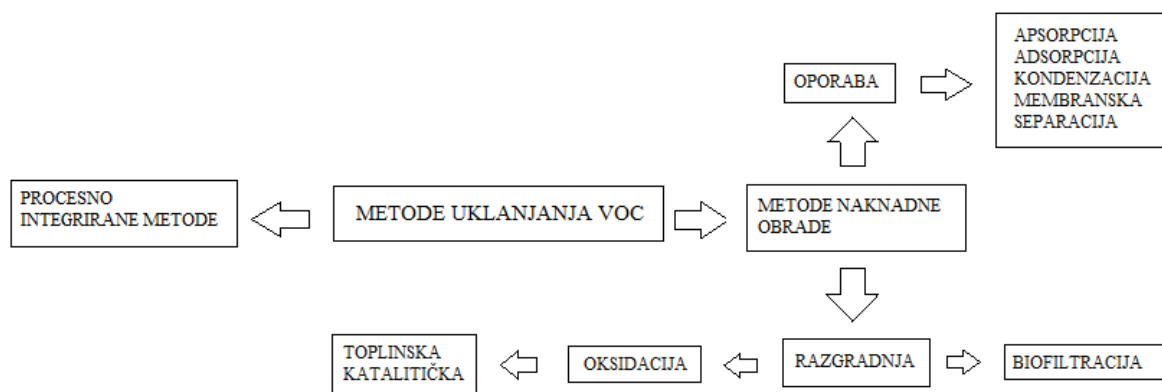 APSORPCIJA
ADSORPCIJA
KONDENZACIJA
MEMBRANSKA
SEPARACIJA
OPORABA
PROCESNO
INTEGRIRANE METODE
METODE UKLANJANJA VOC
METODE NAKNADNE
OBRADE
TOPLINSKA
KATALITIČKA
OKSIDACIJA
RAZGRADNJA
BIOFILTRACIJA